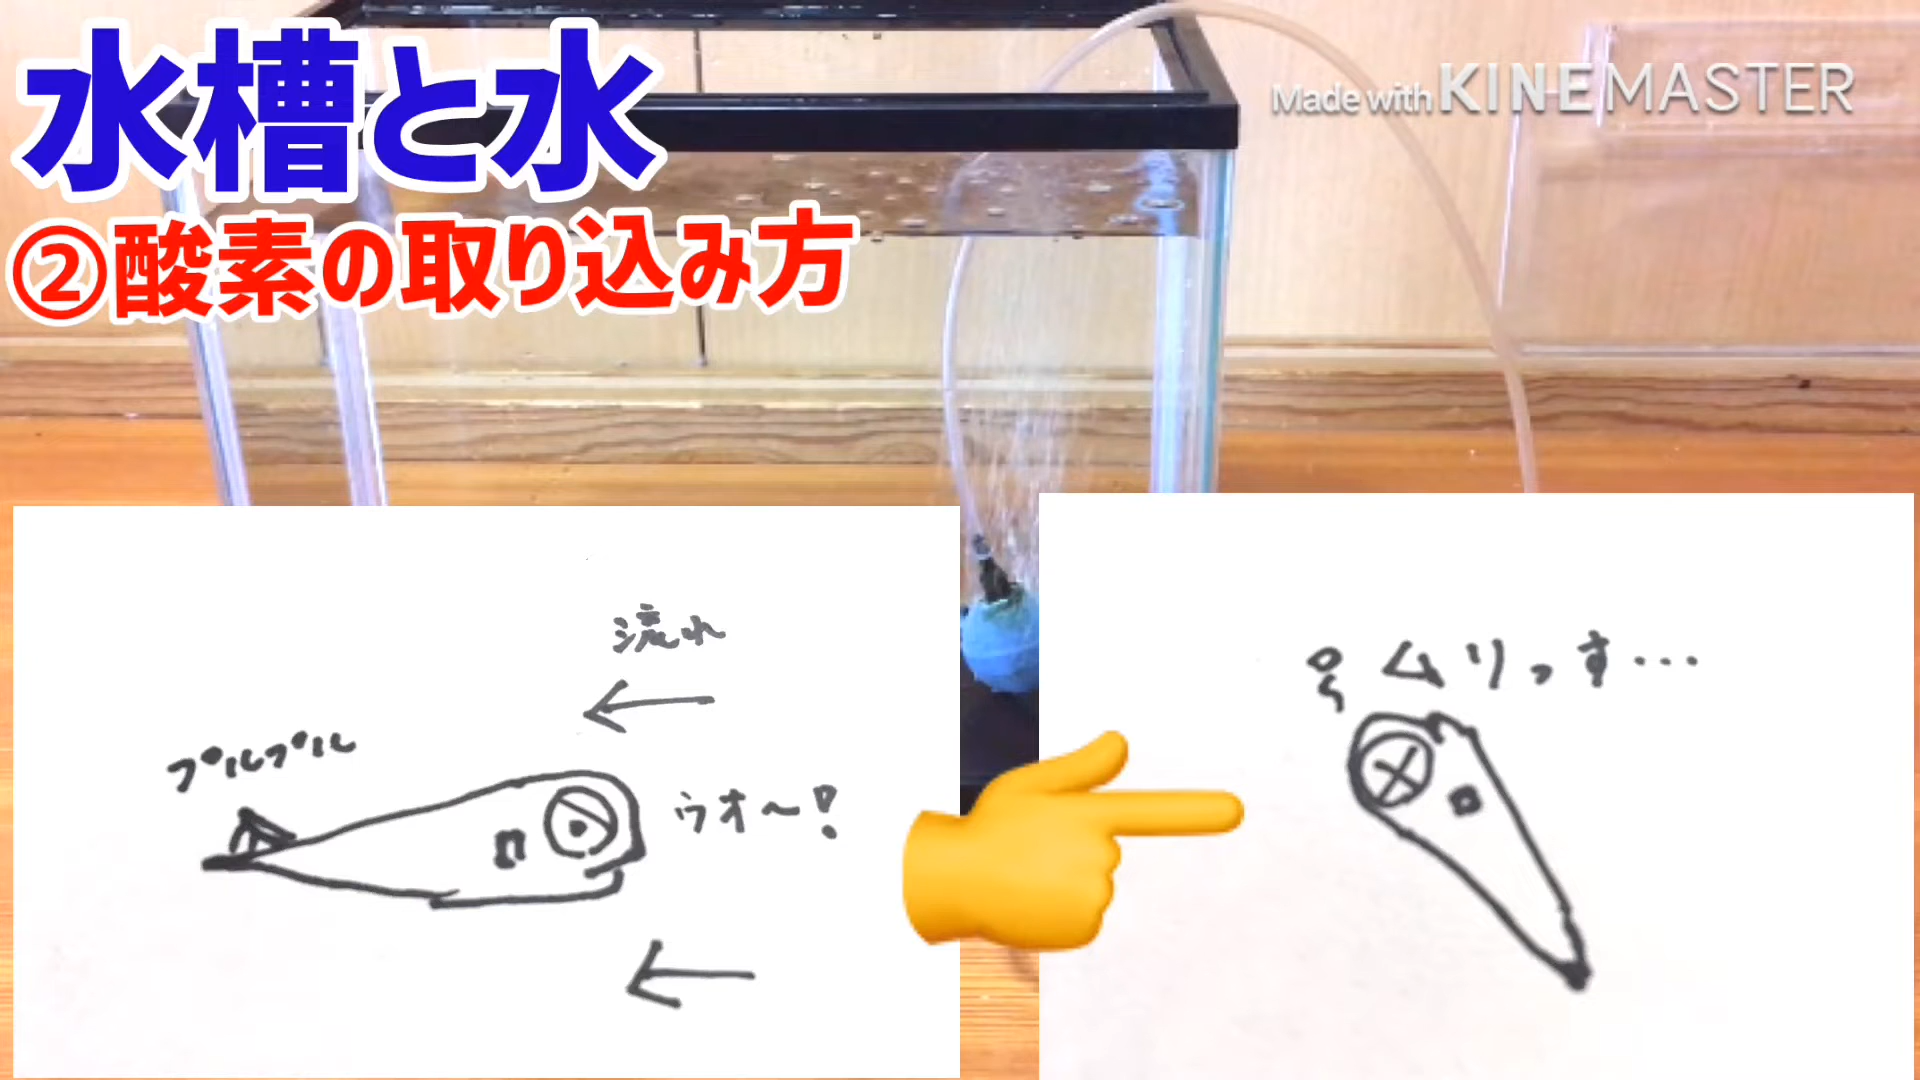 水槽と水
②酸素の取り込み方
Made with KINEMASTER
流れ
プルプル
ウオ〜!
ムリっす…